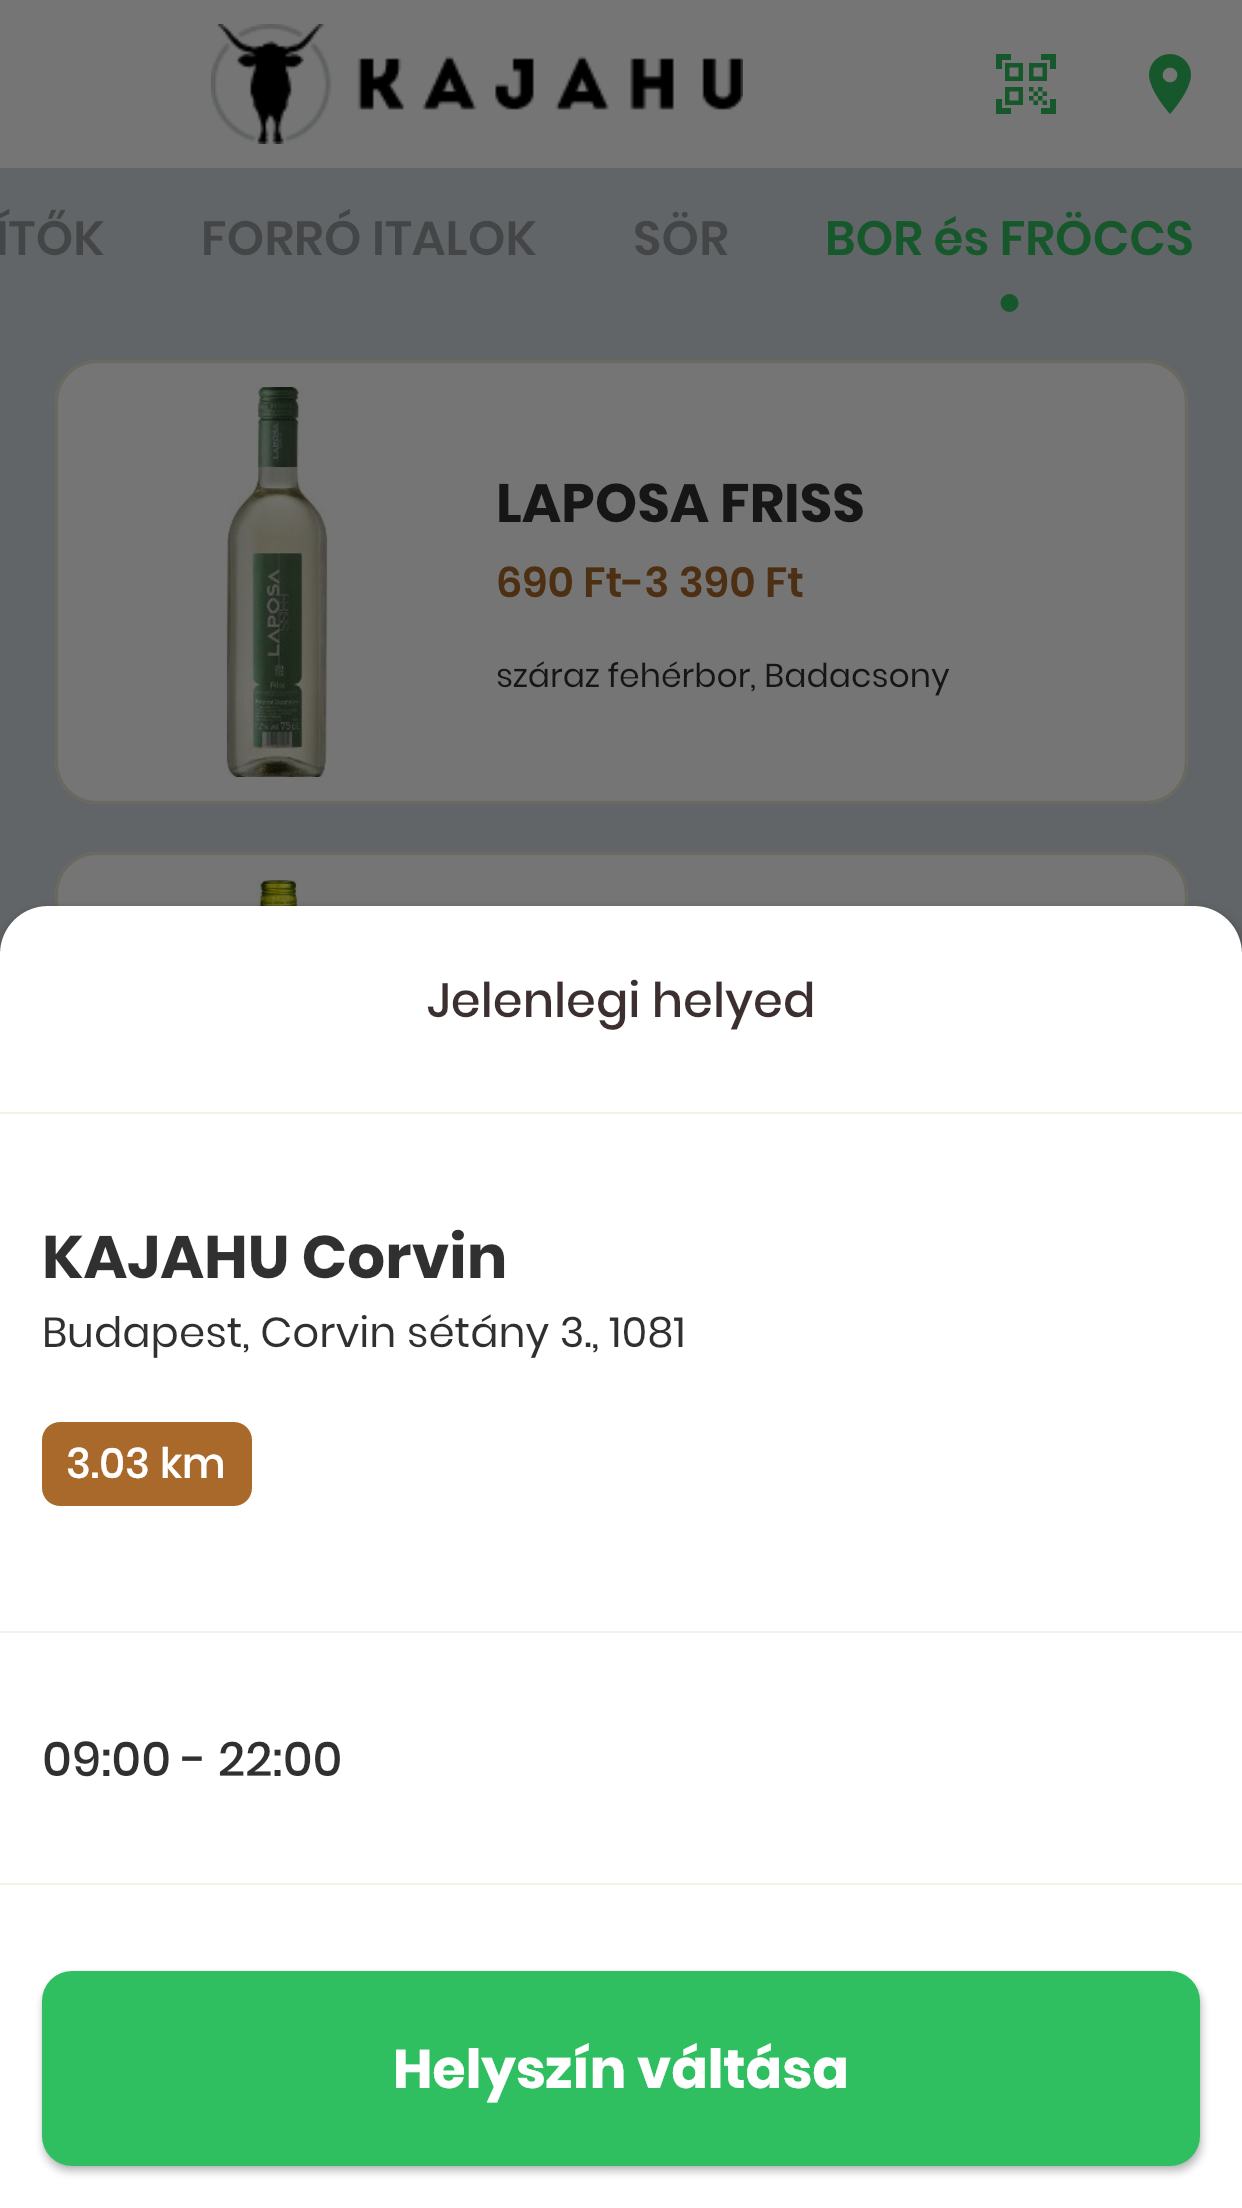 KAJAHU
ÍTŐK FORRÓ ITALOK SÖR BOR és FRÖCCS
LAPOSA FRISS
690 Ft-3 390 Ft
száraz fehérbor, Badacsony
LAPOSA
Jelenlegi helyed
KAJAHU Corvin
Budapest, Corvin sétány 3., 1081
3.03 km
09:00 - 22:00
Helyszín váltása